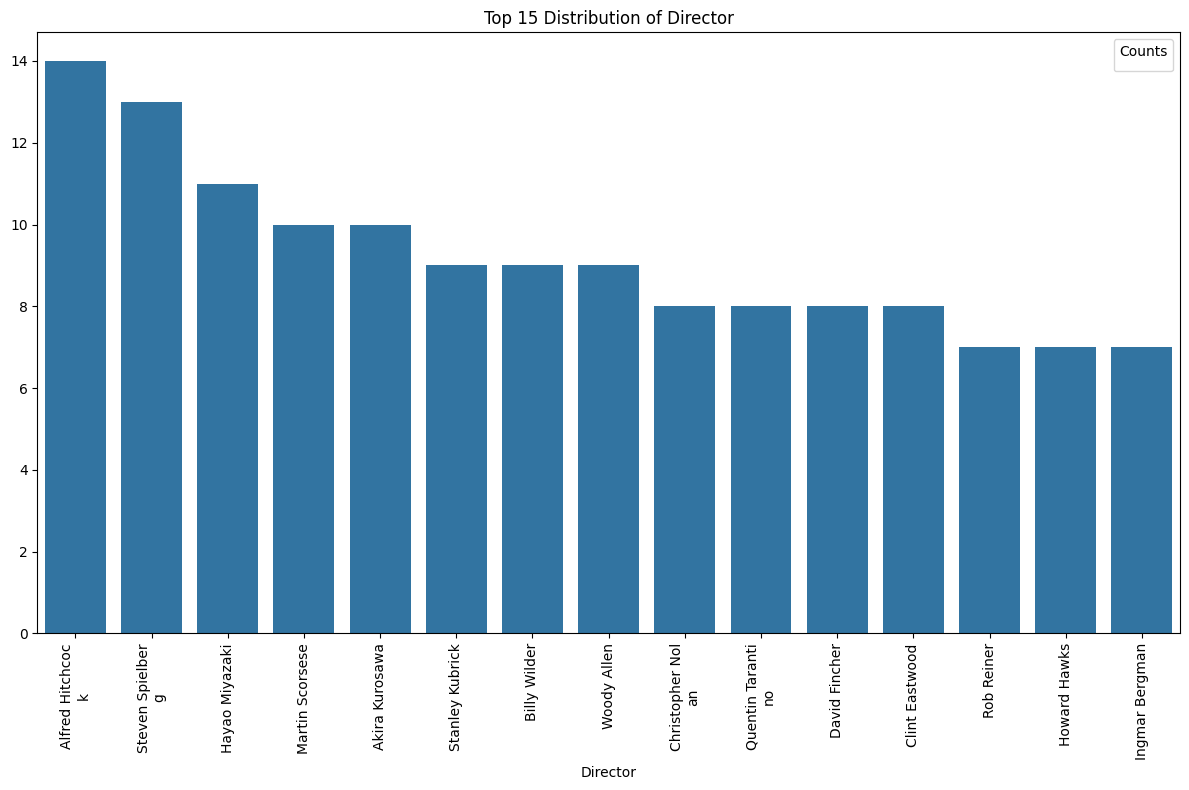 Top 15 Distribution of Director
Counts
14
12
10
8
6
4
2
0
Alfred Hitchcoc
k
Steven Spielber
g
Hayao Miyazaki
Martin Scorsese
Akira Kurosawa
Stanley Kubrick
Billy Wilder
Woody Allen
Christopher Nol
an
Quentin Taranti
no
David Fincher
Clint Eastwood
Rob Reiner
Howard Hawks
Ingmar Bergman
Director